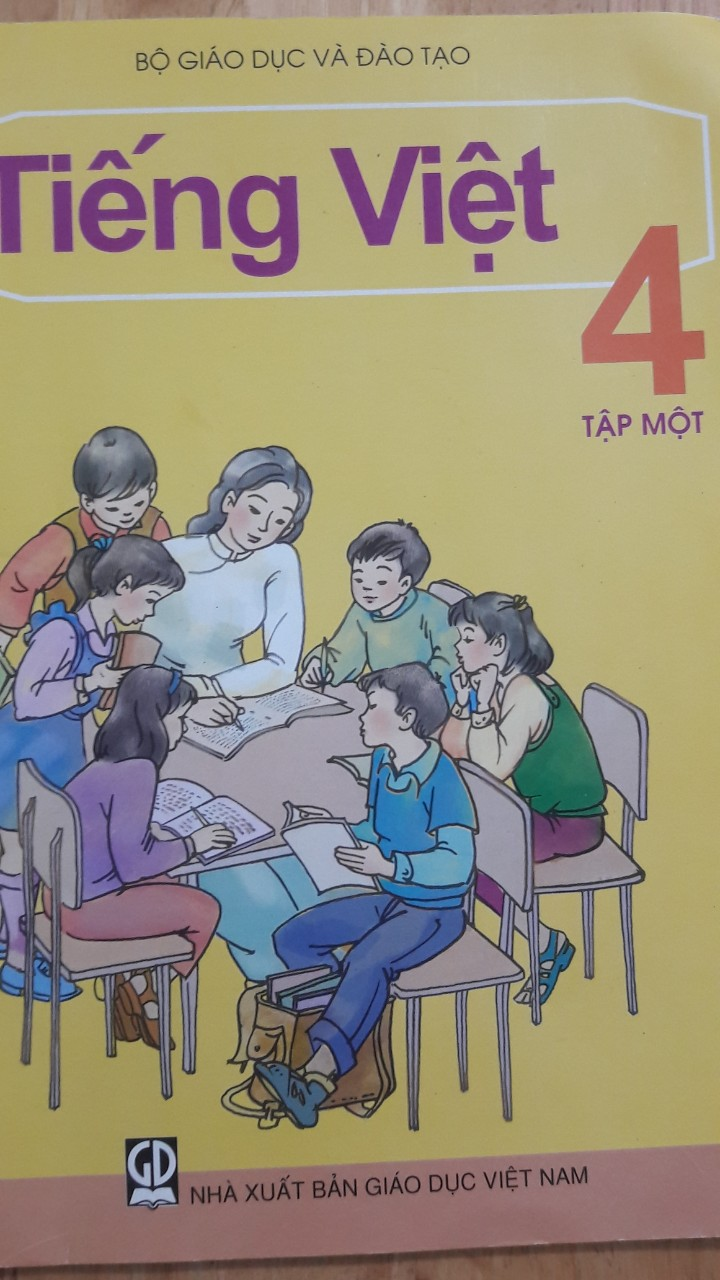 BỘ GIÁO DỤC VÀ ĐÀO TẠO
Tiếng Việt
4
TẬP MỘT
GD
NHÀ XUẤT BẢN GIÁO DỤC VIỆT NAM